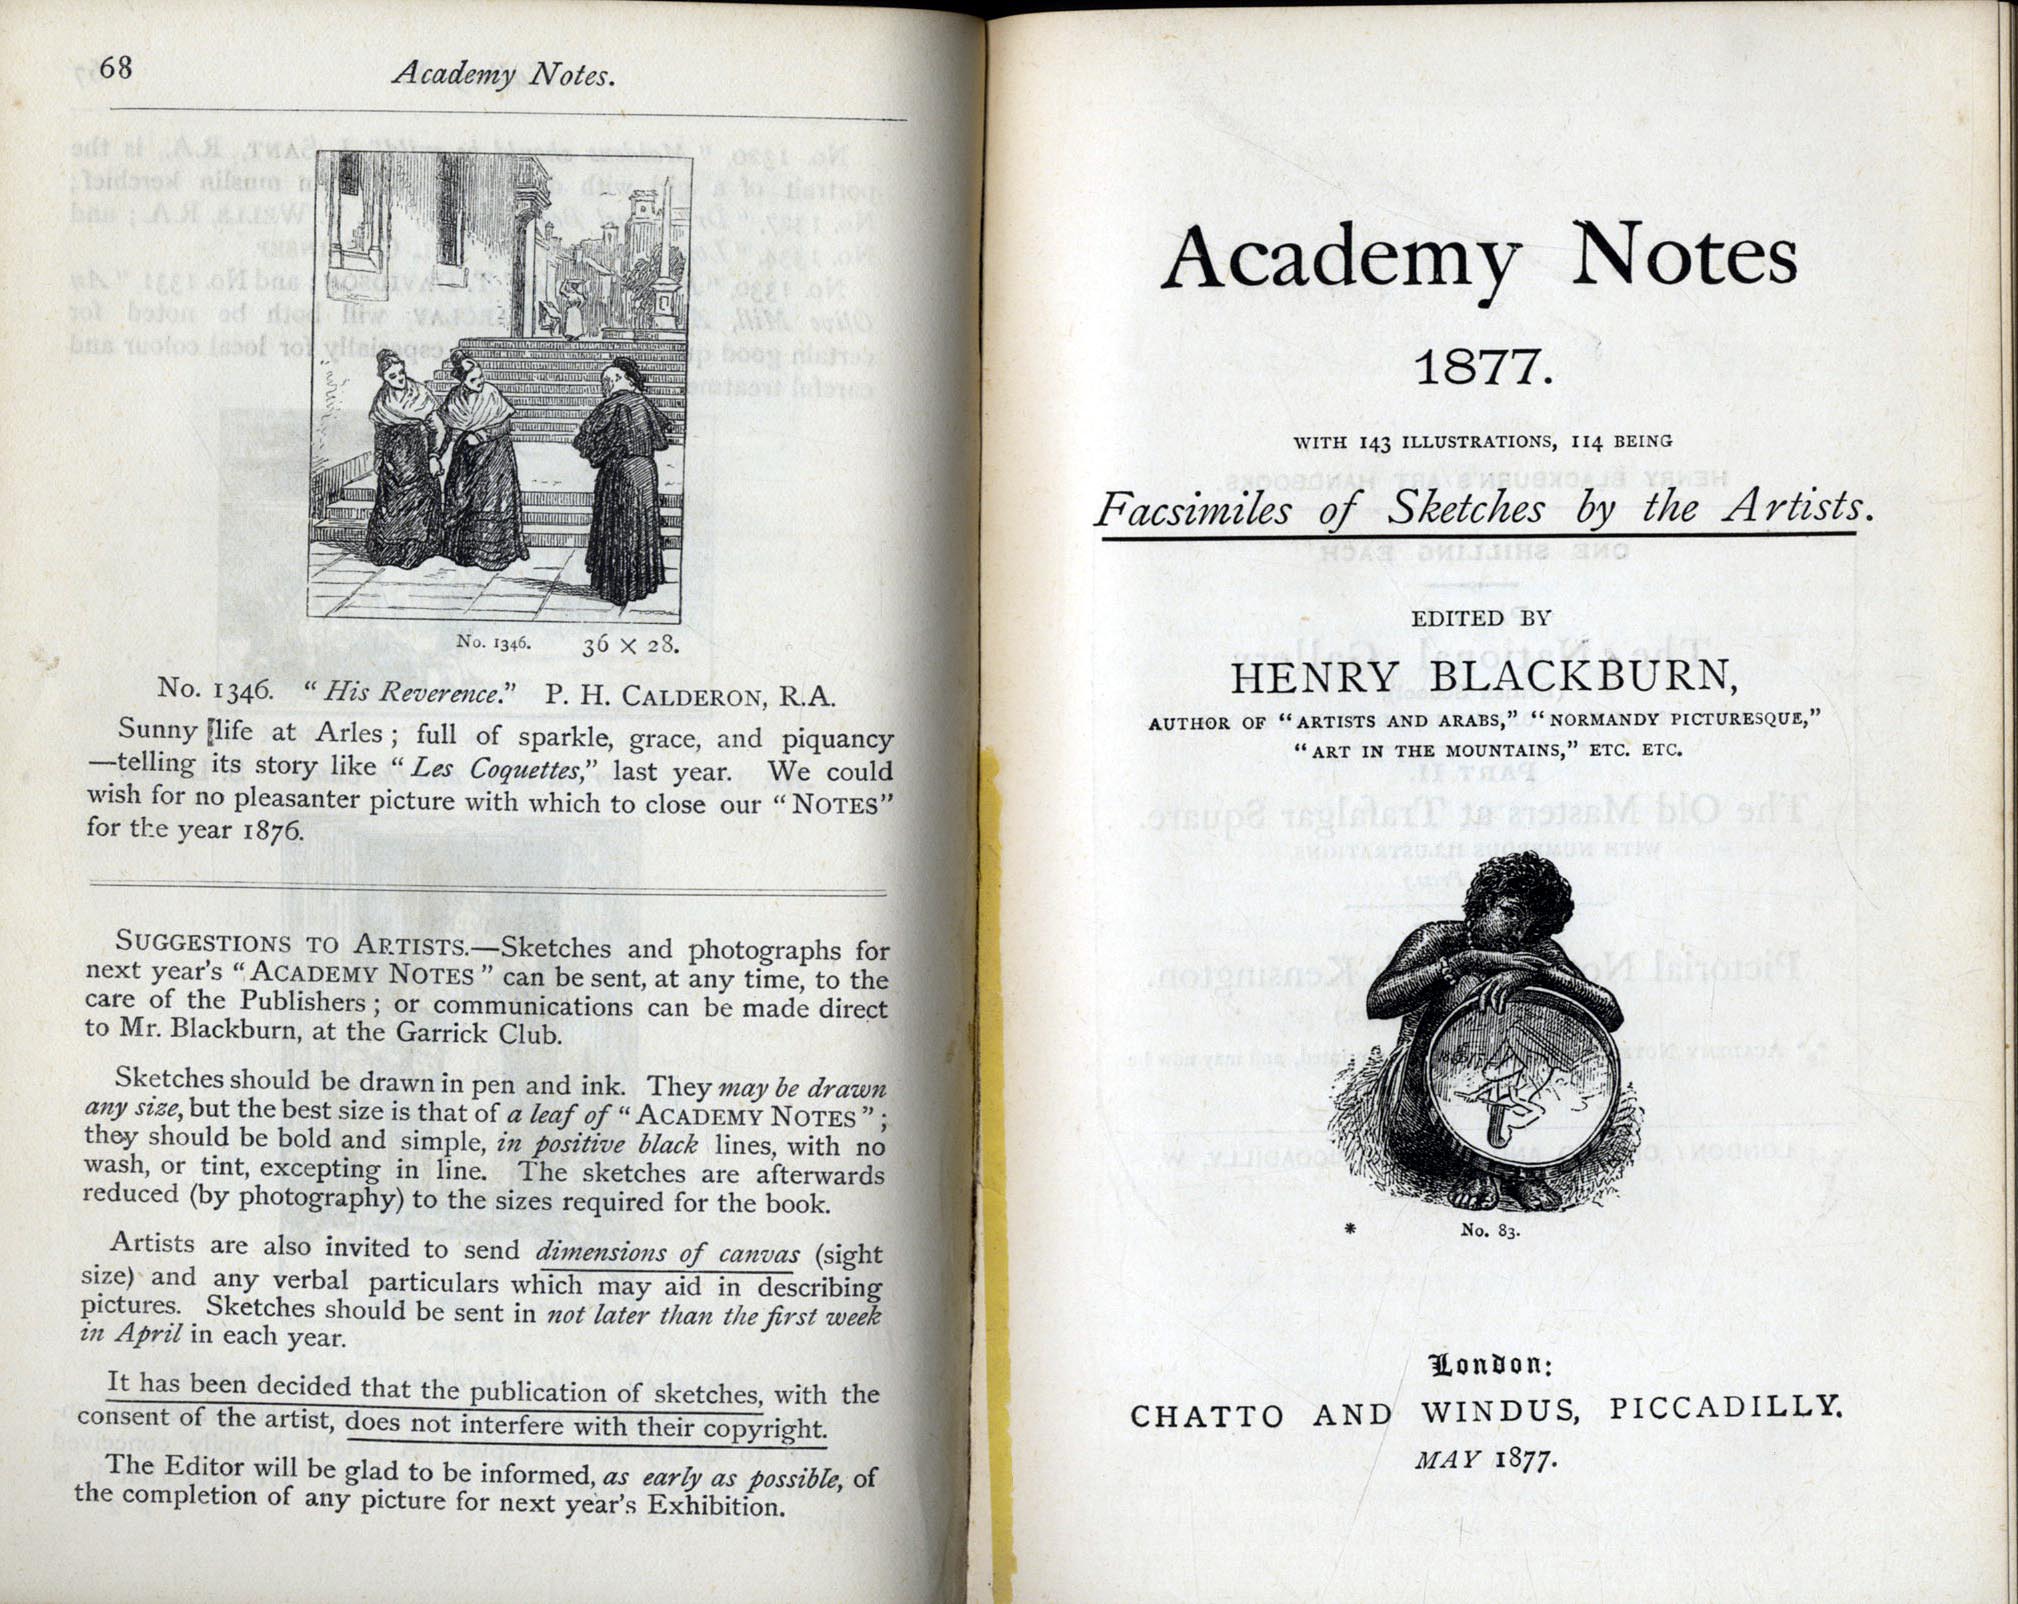 68
Academy Notes.
No. 1346. 36 × 28.
No. 1346. "His Reverence." P. H. CALDERON, R.A.
Sunny life at Arles; full of sparkle, grace, and piquancy
—telling its story like "Les Coquettes," last year. We could
wish for no pleasanter picture with which to close our "NOTES"
for the year 1876.
SUGGESTIONS TO ARTISTS.—Sketches and photographs for
next year's "ACADEMY NOTES" can be sent, at any time, to the
care of the Publishers; or communications can be made direct
to Mr. Blackburn, at the Garrick Club.
Sketches should be drawn in pen and ink. They may be drawn
any size, but the best size is that of a leaf of "ACADEMY NOTES";
they should be bold and simple, in positive black lines, with no
wash, or tint, excepting in line. The sketches are afterwards
reduced (by photography) to the sizes required for the book.
Artists are also invited to send dimensions of canvas (sight
size) and any verbal particulars which may aid in describing
pictures. Sketches should be sent in not later than the first week
in April in each year.
It has been decided that the publication of sketches, with the
consent of the artist, does not interfere with their copyright.
The Editor will be glad to be informed, as early as possible, of
the completion of any picture for next year's Exhibition.
Academy Notes
1877.
WITH 143 ILLUSTRATIONS, 114 BEING
Facsimiles of Sketches by the Artists.
EDITED BY
HENRY BLACKBURN,
AUTHOR OF "ARTISTS AND ARABS," "NORMANDY PICTURESQUE,"
"ART IN THE MOUNTAINS," ETC. ETC.
* No. 83.
London:
CHATTO AND WINDUS, PICCADILLY.
MAY 1877.